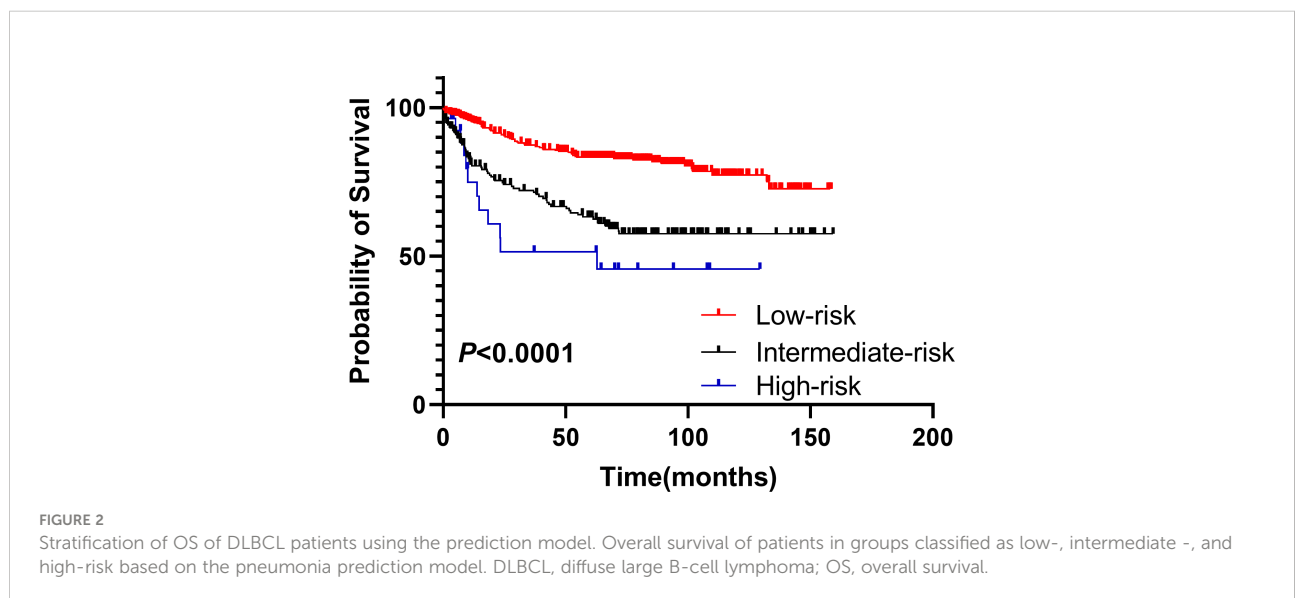 Probability of Survival
100
50
0
0 50 100 150 200
Time(months)
P<0.0001
Low-risk
Intermediate-risk
High-risk
FIGURE 2
Stratification of OS of DLBCL patients using the prediction model. Overall survival of patients in groups classified as low-, intermediate -, and
high-risk based on the pneumonia prediction model. DLBCL, diffuse large B-cell lymphoma; OS, overall survival.